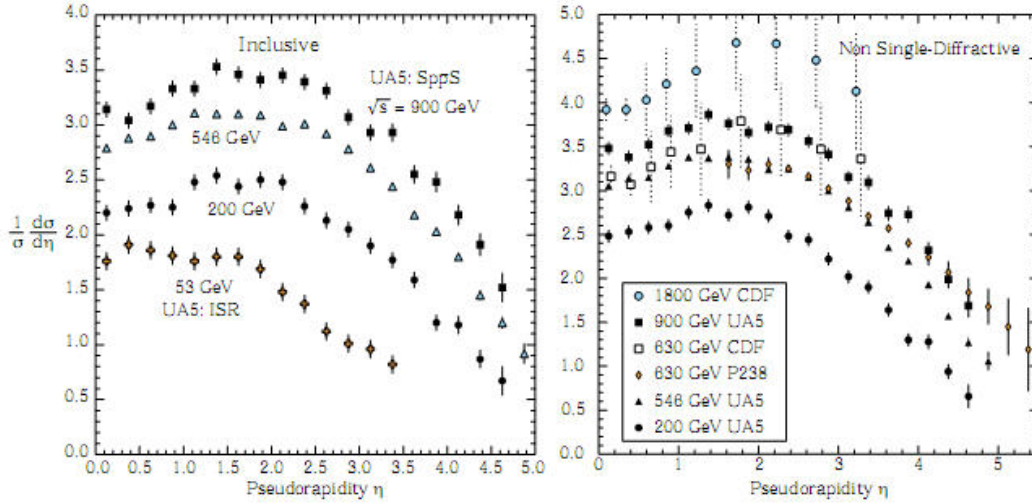 Inclusive
UA5: Spp̄S
√s = 900 GeV
546 GeV
200 GeV
53 GeV
UA5: ISR
1/σ dσ/dη
4.0
3.5
3.0
2.5
2.0
1.5
1.0
0.5
0.0
0.0 0.5 1.0 1.5 2.0 2.5 3.0 3.5 4.0 4.5 5.0
Pseudorapidity η
Non Single-Diffractive
5.0
4.5
4.0
3.5
3.0
2.5
2.0
1.5
1.0
0.5
0.0
0 1 2 3 4 5
Pseudorapidity η
1800 GeV CDF
900 GeV UA5
630 GeV CDF
630 GeV P238
546 GeV UA5
200 GeV UA5